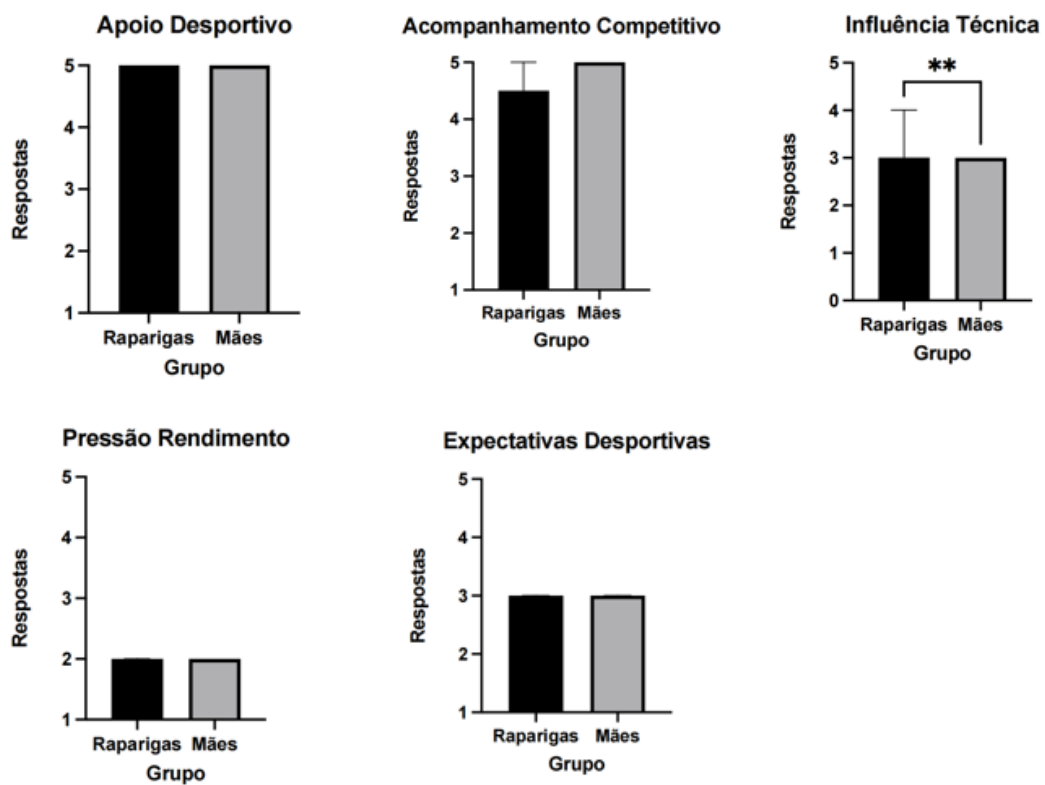 Apoio Desportivo
5
4
3
2
1
Respostas
Raparigas Mães
Grupo
Acompanhamento Competitivo
5
4
3
2
1
Respostas
Raparigas Mães
Grupo
Influência Técnica
**
5
4
3
2
1
0
Respostas
Raparigas Mães
Grupo
Pressão Rendimento
5
4
3
2
1
Respostas
Raparigas Mães
Grupo
Expectativas Desportivas
5
4
3
2
1
Respostas
Raparigas Mães
Grupo